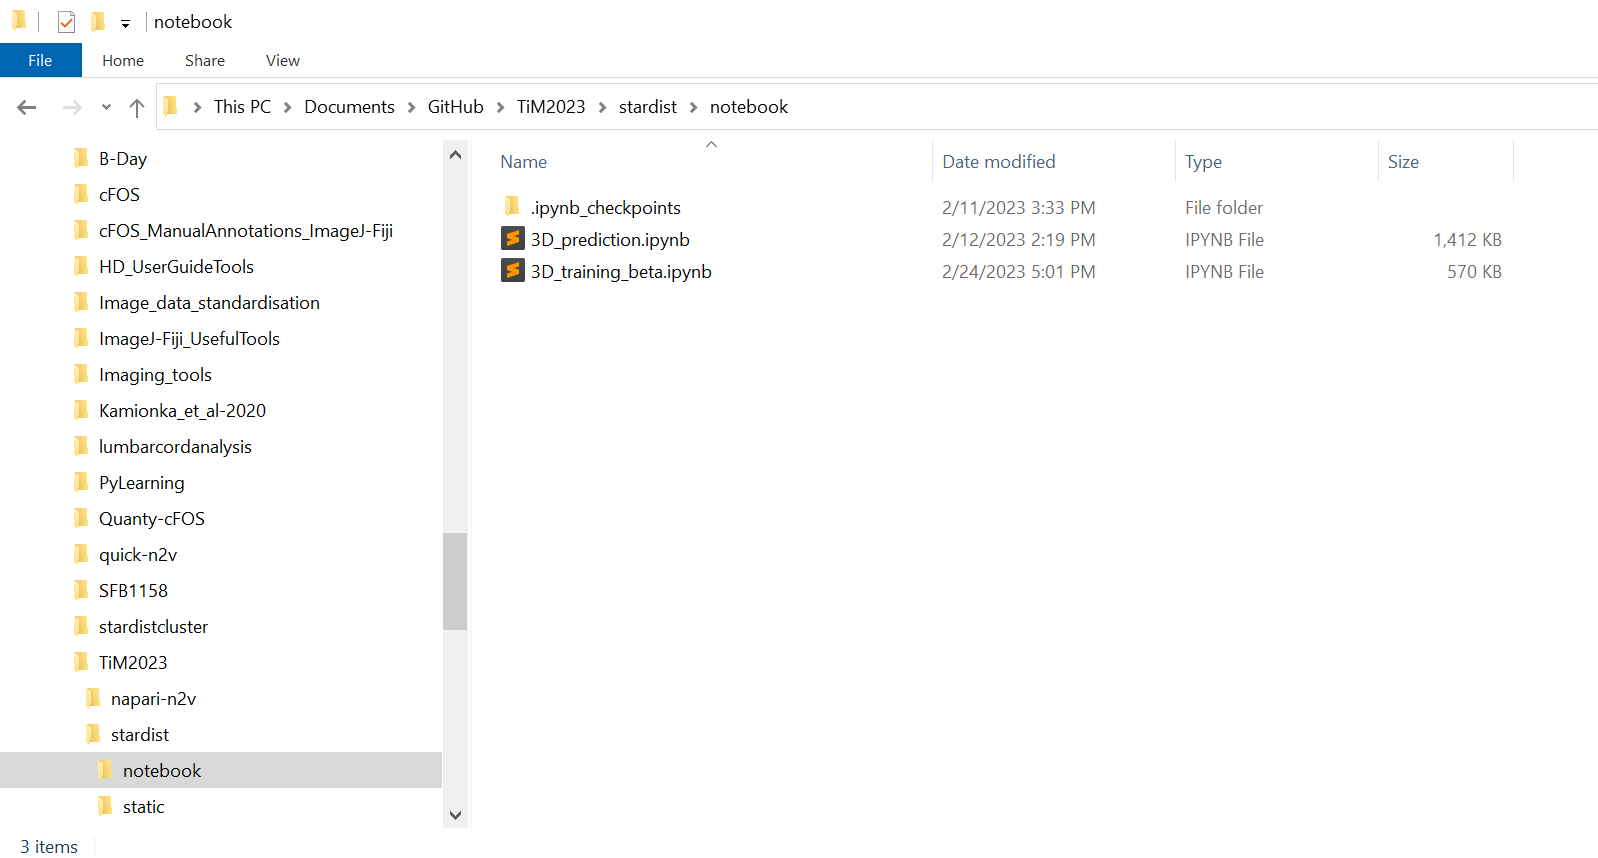 notebook
File Home Share View
This PC Documents GitHub TiM2023 stardist notebook
B-Day
cFOS
cFOS_ManualAnnotations_ImageJ-Fiji
HD_UserGuideTools
Image_data_standardisation
ImageJ-Fiji_UsefulTools
Imaging_tools
Kamionka_et_al-2020
lumbarcordanalysis
PyLearning
Quanty-cFOS
quick-n2v
SFB1158
stardistcluster
TiM2023
napari-n2v
stardist
notebook
static
Name Date modified Type Size
.ipynb_checkpoints 2/11/2023 3:33 PM File folder
3D_prediction.ipynb 2/12/2023 2:19 PM IPYNB File 1,412 KB
3D_training_beta.ipynb 2/24/2023 5:01 PM IPYNB File 570 KB
3 items